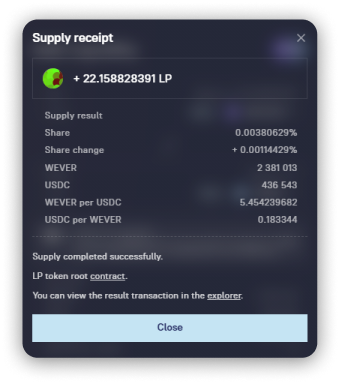 Supply receipt
+ 22.158828391 LP
Supply result
Share 0.00380629%
Share change + 0.00114429%
WEVER 2 381 013
USDC 436 543
WEVER per USDC 5.454239682
USDC per WEVER 0.183344
Supply completed successfully.
LP token root contract.
You can view the result transaction in the explorer.
Close